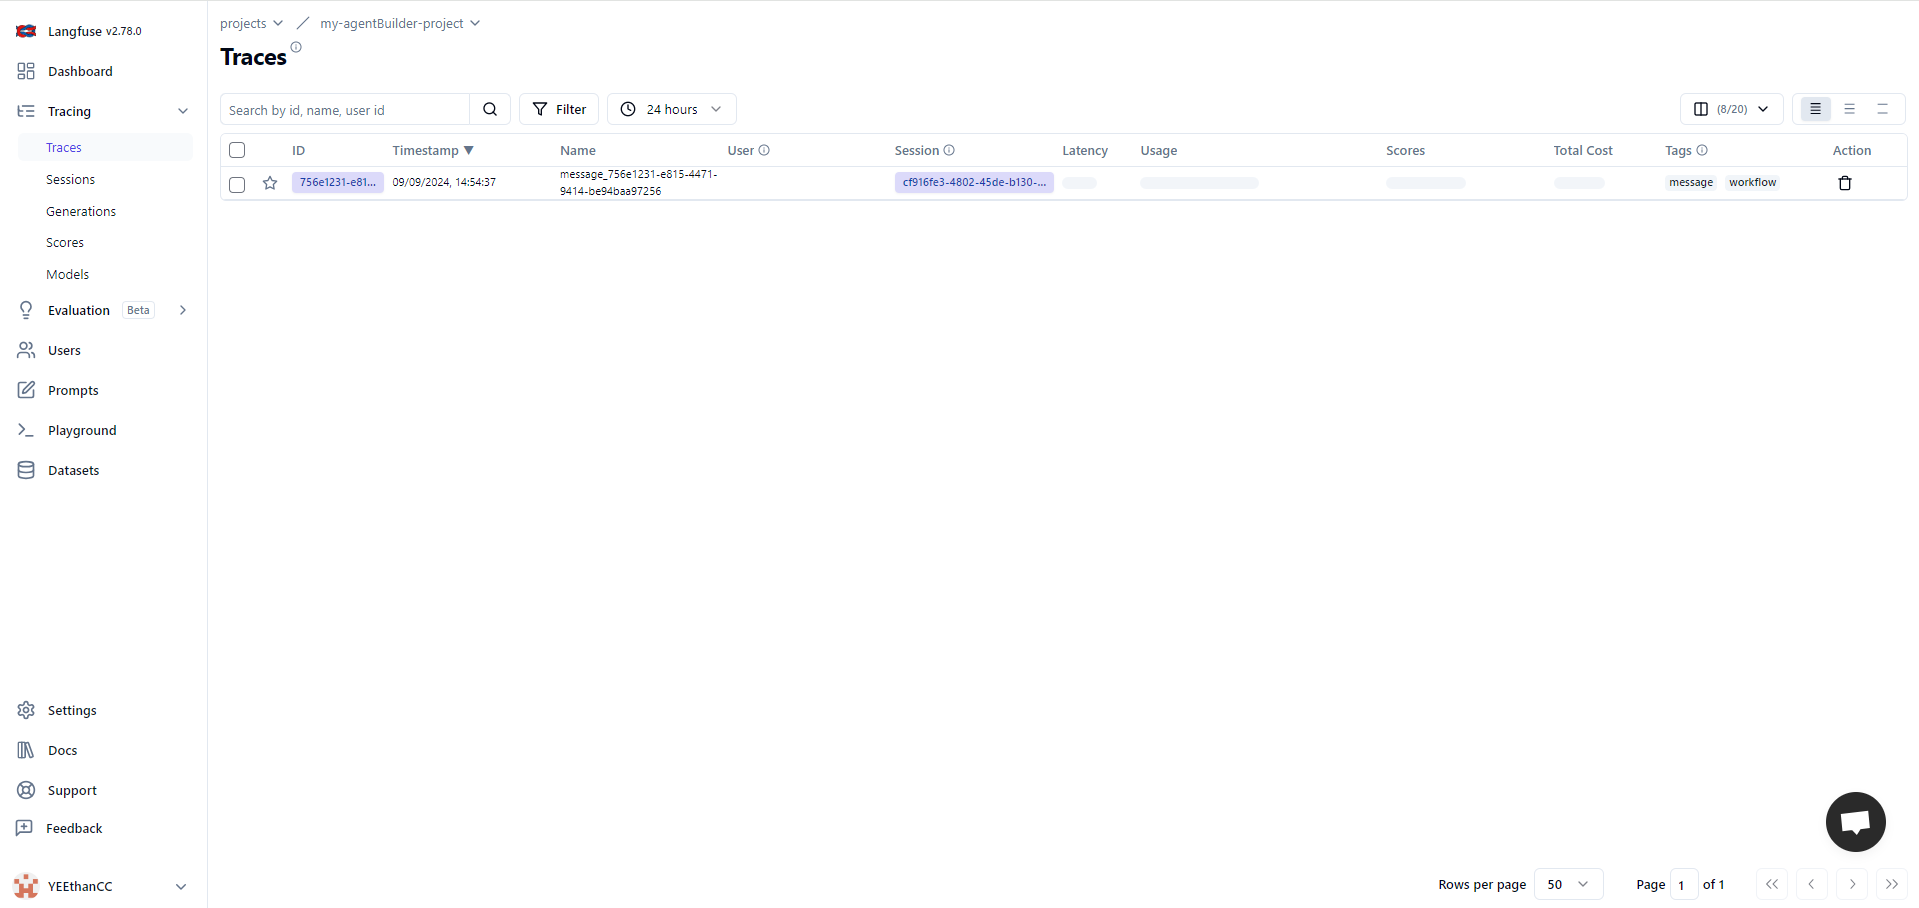 Langfuse v2.78.0
Dashboard
Tracing
Traces
Sessions
Generations
Scores
Models
Evaluation Beta
Users
Prompts
Playground
Datasets
Settings
Docs
Support
Feedback
YEEthanCC
projects / my-agentBuilder-project
Traces
Search by id, name, user id Filter 24 hours (8/20)
ID Timestamp ▼ Name User Session Latency Usage Scores Total Cost Tags Action
756e1231-e81... 09/09/2024, 14:54:37 message_756e1231-e815-4471- cf916fe3-4802-45de-b130-... message workflow
9414-be94baa97256
Rows per page 50 Page 1 of 1